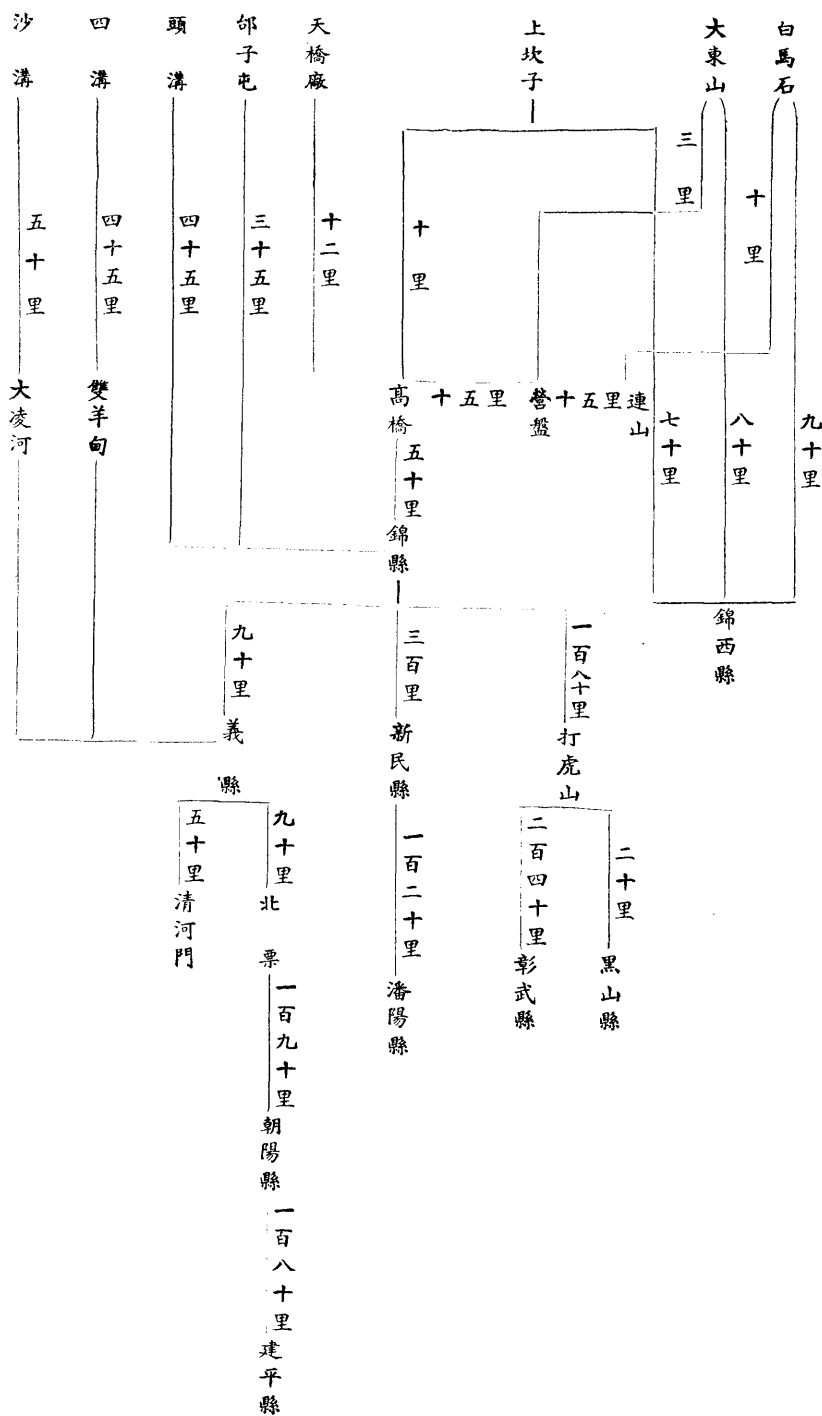 白馬石
大東山
上坎子
天橋廠
邰子屯
頭溝
四溝
沙溝
十里
三里
十里
十二里
三十五里
四十五里
四十五里
五十里
九十里
八十里
七十里
連山
十五里
營盤
十五里
高橋
雙羊甸
大凌河
五十里
錦縣
錦西縣
一百八十里
三百里
九十里
打虎山
新民縣
義縣
二十里
二百四十里
一百二十里
九十里
五十里
黑山縣
彰武縣
潘陽縣
北票
清河門
一百九十里
朝陽縣
一百八十里
建平縣